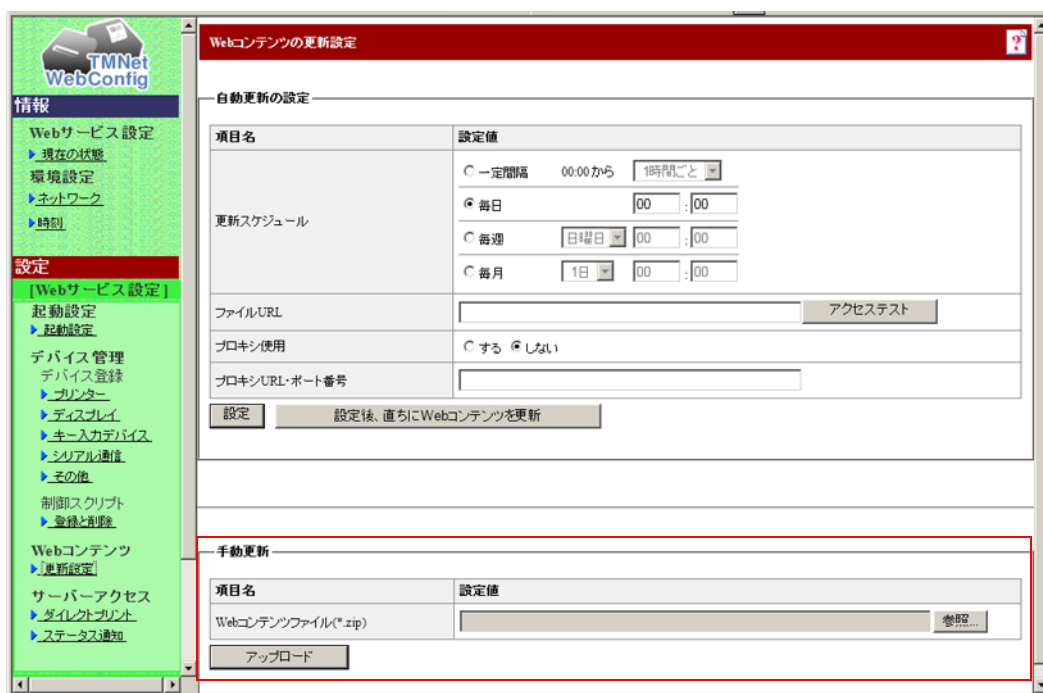 TMNet
WebConfig
情報
Webサービス設定
現在の状態
環境設定
ネットワーク
時刻
設定
[Webサービス設定]
起動設定
起動設定
デバイス管理
デバイス登録
プリンター
ディスプレイ
キー入力デバイス
シリアル通信
その他
制御スクリプト
登録と削除
Webコンテンツ
更新設定
サーバーアクセス
ダイレクトプリント
ステータス通知
Webコンテンツの更新設定
?
自動更新の設定
項目名 設定値
更新スケジュール
一定間隔 00:00から 1時間ごと
毎日 00 : 00
毎週 日曜日 00 : 00
毎月 1日 00 : 00
ファイルURL アクセステスト
プロキシ使用 する しない
プロキシURL・ポート番号
設定 設定後、直ちにWebコンテンツを更新
手動更新
項目名 設定値
Webコンテンツファイル(*.zip) 参照...
アップロード